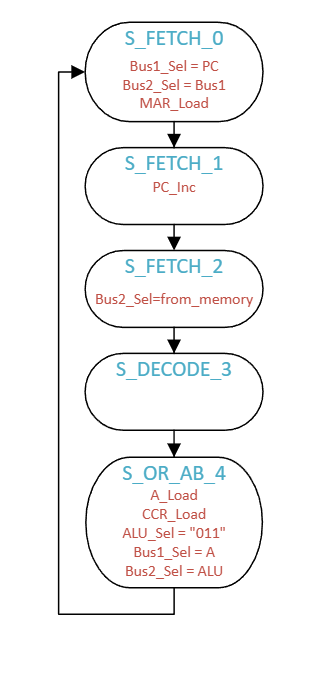 S_FETCH_0
Bus1_Sel = PC
Bus2_Sel = Bus1
MAR_Load
S_FETCH_1
PC_Inc
S_FETCH_2
Bus2_Sel=from_memory
S_DECODE_3
S_OR_AB_4
A_Load
CCR_Load
ALU_Sel = "011"
Bus1_Sel = A
Bus2_Sel = ALU